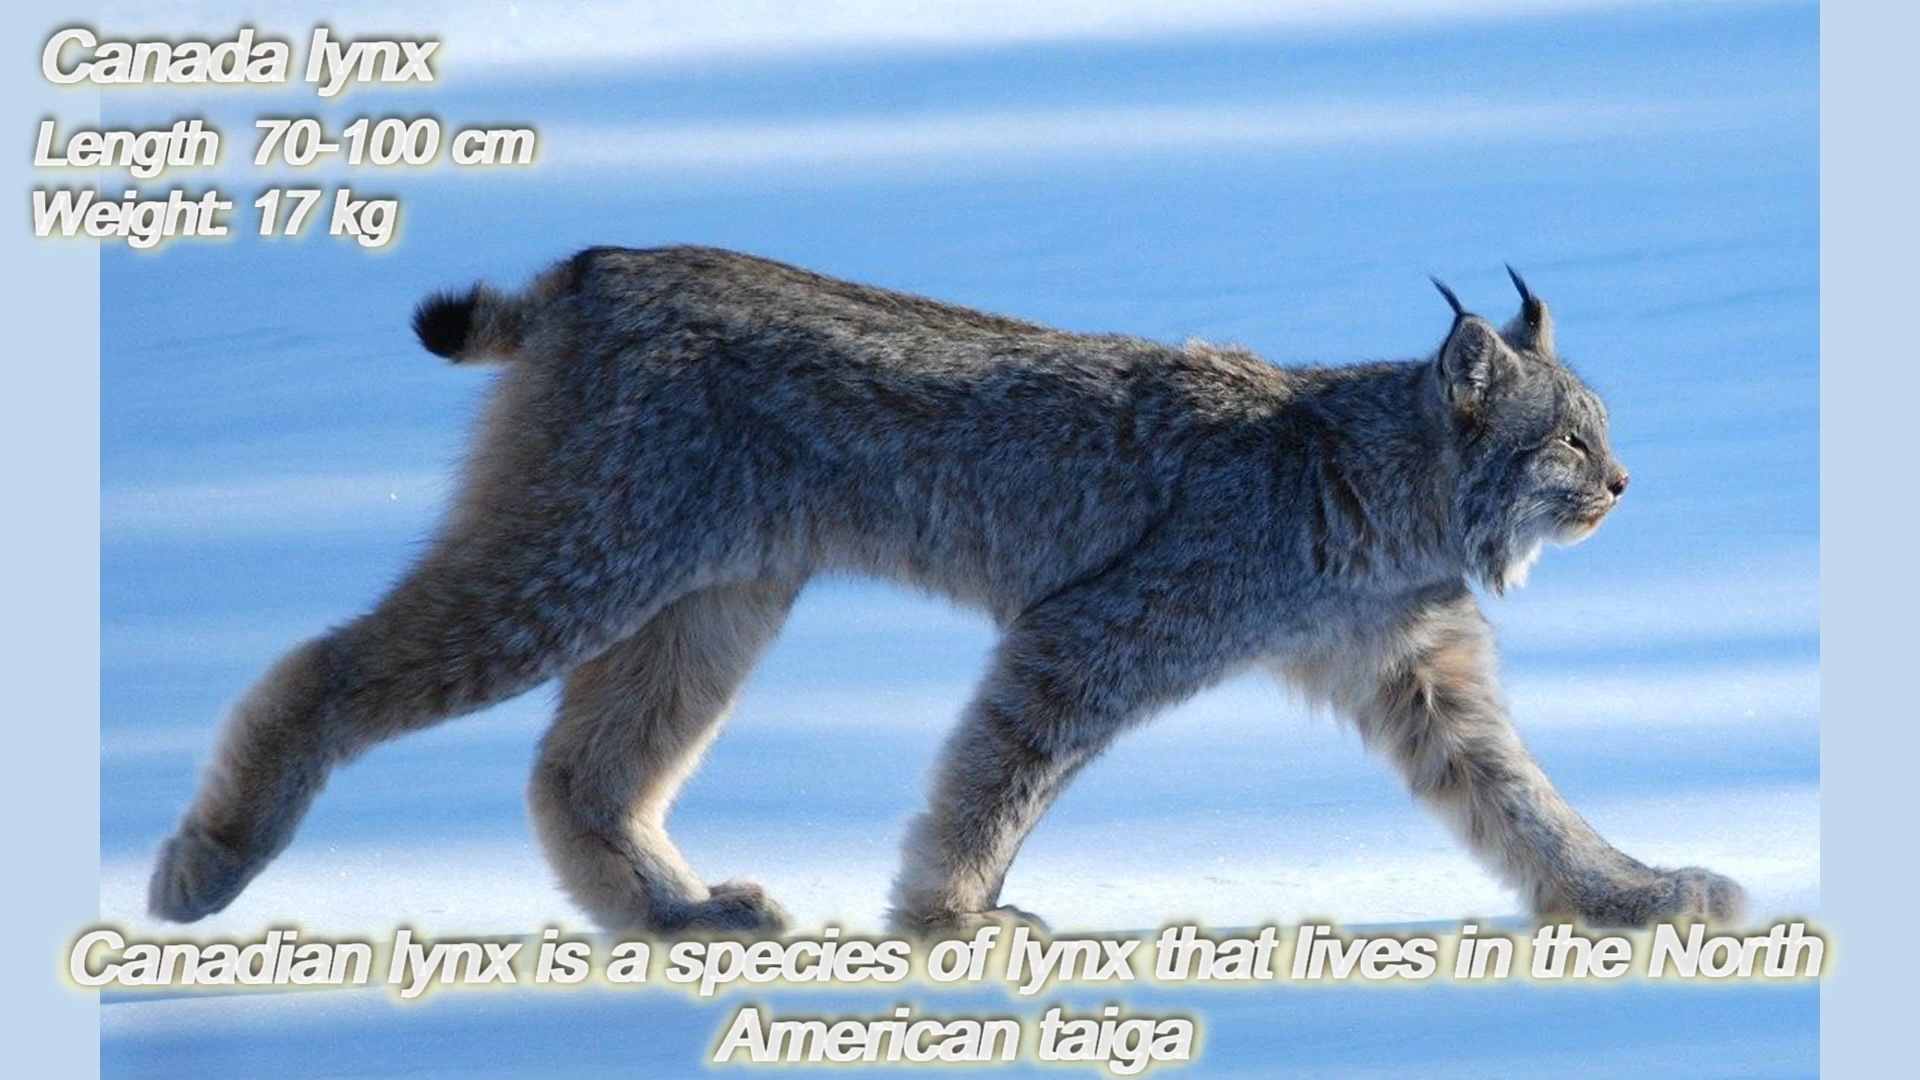 Canada lynx
Length 70-100 cm
Weight: 17 kg
Canadian lynx is a species of lynx that lives in the North
American taiga